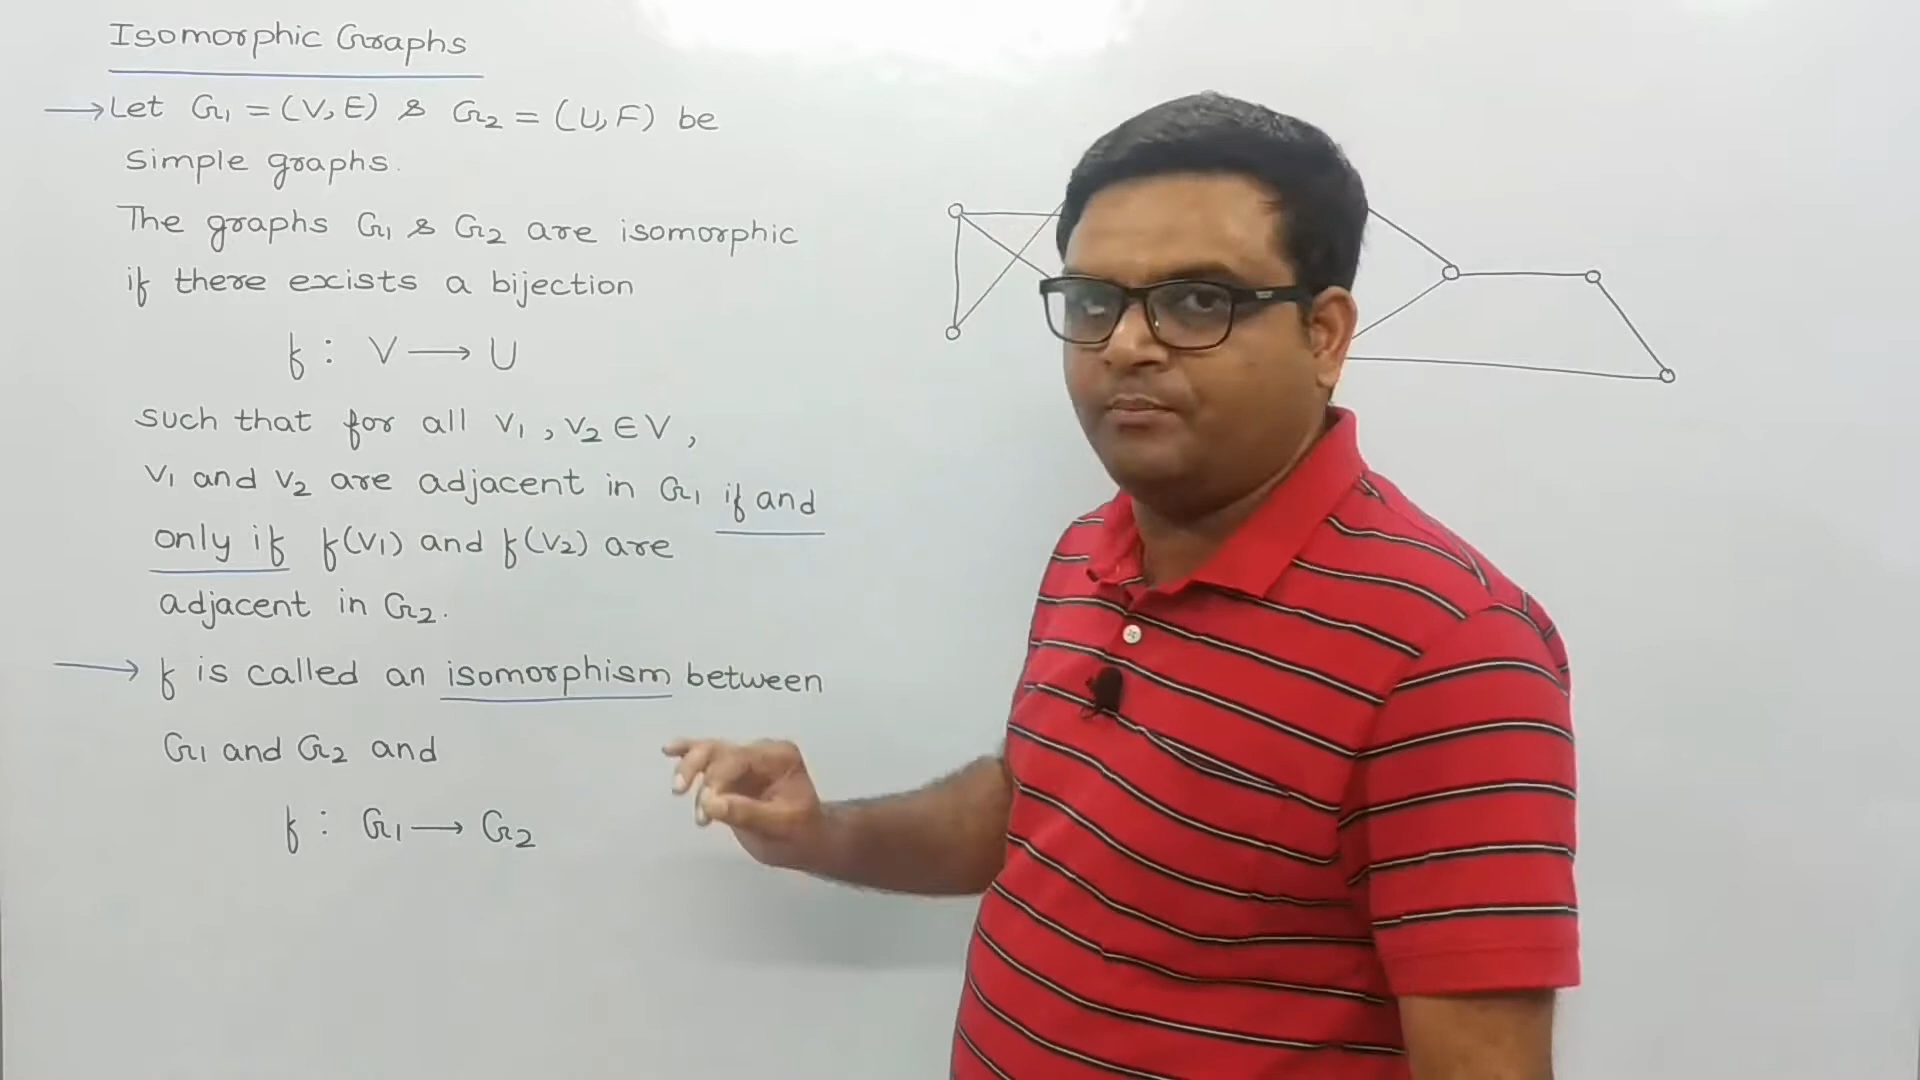 Isomorphic Graphs
→ Let G₁ = (V, E) & G₂ = (U, F) be
Simple graphs.
The graphs G₁ & G₂ are isomorphic
if there exists a bijection
f : V ⟶ U
such that for all v₁ , v₂ ∈ V ,
v₁ and v₂ are adjacent in G₁ if and
only if f(v₁) and f(v₂) are
adjacent in G₂.
→ f is called an isomorphism between
G₁ and G₂ and
f : G₁ ⟶ G₂